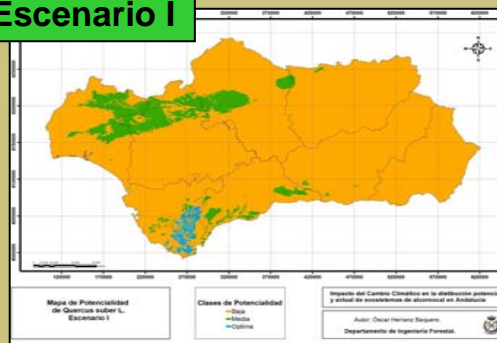 Escenario I
Mapa de Potencialidad
de Quercus suber L.
Escenario I
Clases de Potencialidad
Baja
Media
Optima
Impacto del Cambio Climático en la distribución potencial
y actual de ecosistemas de alcornocal en Andalucía
Autor: Óscar Herranz Baquero.
Departamento de Ingeniería Forestal.